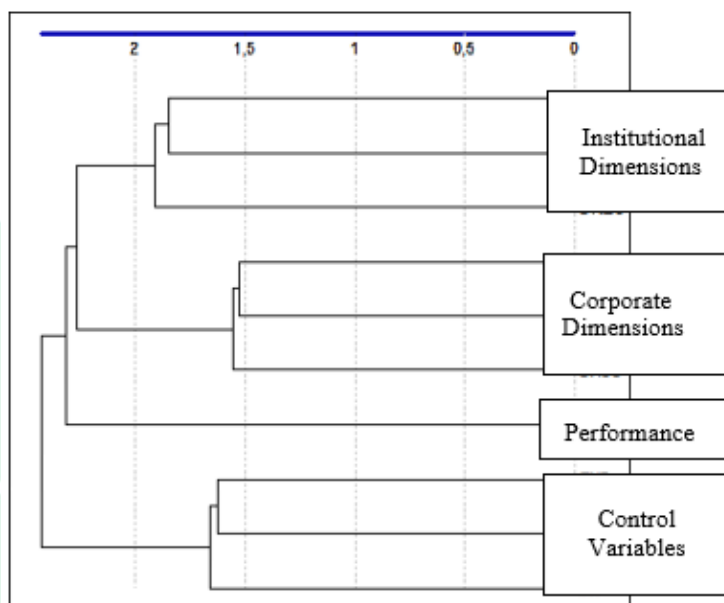 2 1,5 1 0,5 0
Institutional
Dimensions
Corporate
Dimensions
Performance
Control
Variables